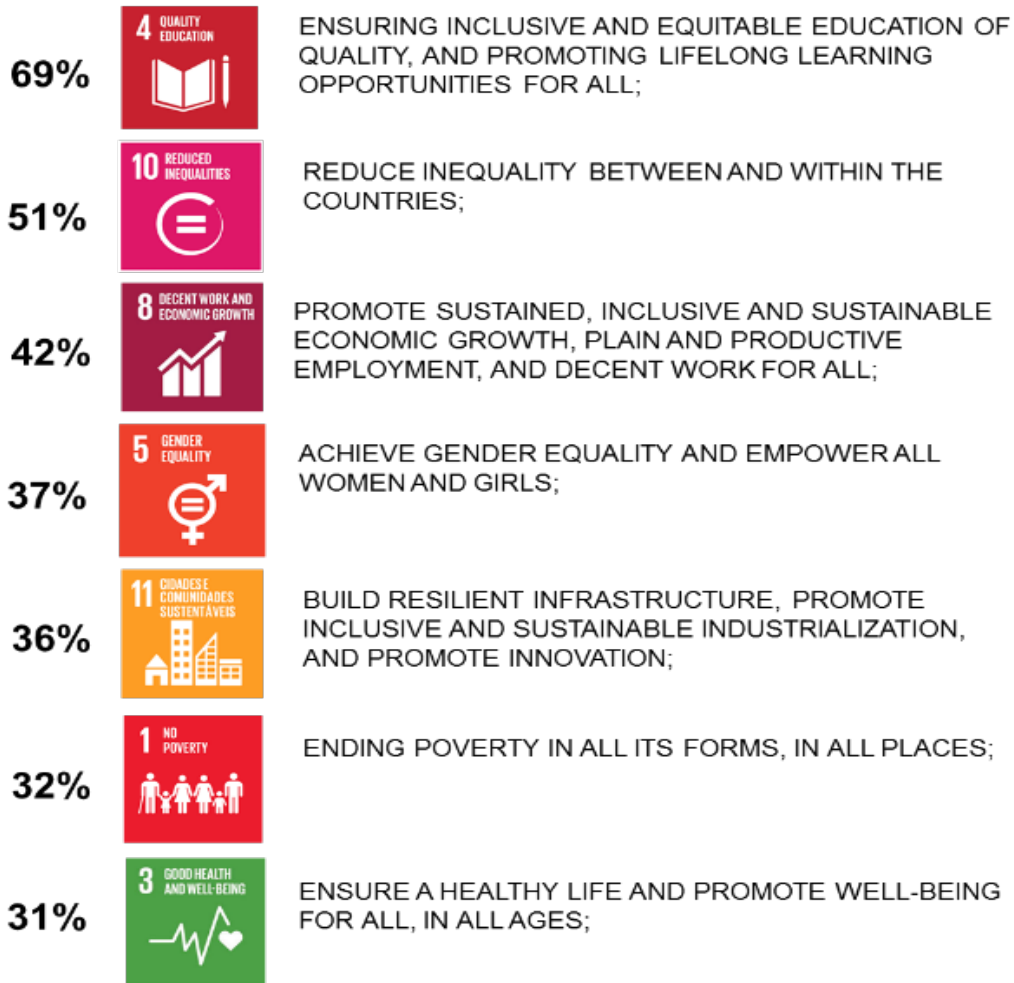 4 QUALITY
EDUCATION
69%
ENSURING INCLUSIVE AND EQUITABLE EDUCATION OF
QUALITY, AND PROMOTING LIFELONG LEARNING
OPPORTUNITIES FOR ALL;
10 REDUCED
INEQUALITIES
51%
REDUCE INEQUALITY BETWEEN AND WITHIN THE
COUNTRIES;
8 DECENT WORK AND
ECONOMIC GROWTH
42%
PROMOTE SUSTAINED, INCLUSIVE AND SUSTAINABLE
ECONOMIC GROWTH, PLAIN AND PRODUCTIVE
EMPLOYMENT, AND DECENT WORK FOR ALL;
5 GENDER
EQUALITY
37%
ACHIEVE GENDER EQUALITY AND EMPOWER ALL
WOMEN AND GIRLS;
11 CIDADES E
COMUNIDADES
SUSTENTÁVEIS
36%
BUILD RESILIENT INFRASTRUCTURE, PROMOTE
INCLUSIVE AND SUSTAINABLE INDUSTRIALIZATION,
AND PROMOTE INNOVATION;
1 NO
POVERTY
32%
ENDING POVERTY IN ALL ITS FORMS, IN ALL PLACES;
3 GOOD HEALTH
AND WELL-BEING
31%
ENSURE A HEALTHY LIFE AND PROMOTE WELL-BEING
FOR ALL, IN ALL AGES;